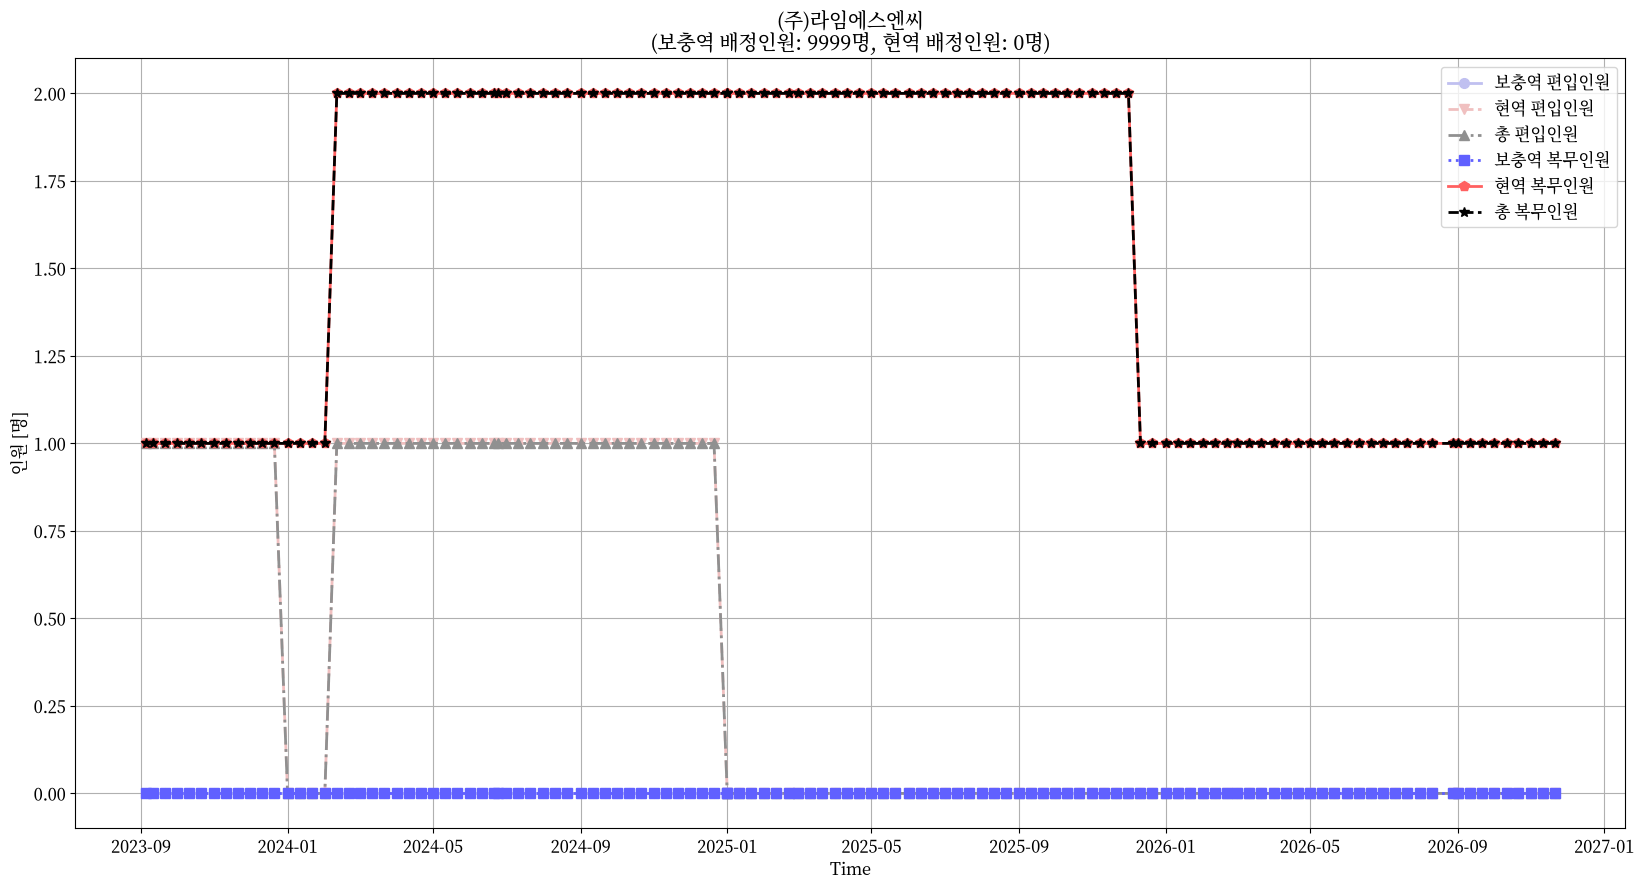 (주)라임에스엔씨
(보충역 배정인원: 9999명, 현역 배정인원: 0명)
보충역 편입인원
현역 편입인원
총 편입인원
보충역 복무인원
현역 복무인원
총 복무인원
인원 [명]
2.00
1.75
1.50
1.25
1.00
0.75
0.50
0.25
0.00
2023-09
2024-01
2024-05
2024-09
2025-01
2025-05
2025-09
2026-01
2026-05
2026-09
2027-01
Time